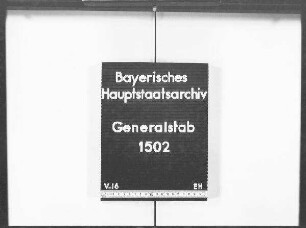 Bayerisches
Hauptstaatsarchiv
Generalstab
1502
V.16 EH